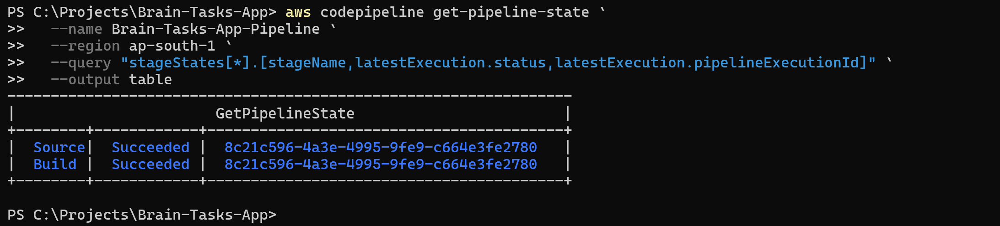 PS C:\Projects\Brain-Tasks-App> aws codepipeline get-pipeline-state `
>>   --name Brain-Tasks-App-Pipeline `
>>   --region ap-south-1 `
>>   --query "stageStates[*].[stageName,latestExecution.status,latestExecution.pipelineExecutionId]" `
>>   --output table
------------------------------------------------------------------
|                        GetPipelineState                        |
+--------+------------+-----------------------------------------+
|  Source|  Succeeded |  8c21c596-4a3e-4995-9fe9-c664e3fe2780   |
|  Build |  Succeeded |  8c21c596-4a3e-4995-9fe9-c664e3fe2780   |
+--------+------------+-----------------------------------------+
PS C:\Projects\Brain-Tasks-App>